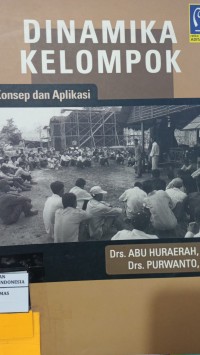 DINAMIKA
KELOMPOK
Konsep dan Aplikasi
Drs. ABU HURAERAH,
Drs. PURWANTO,